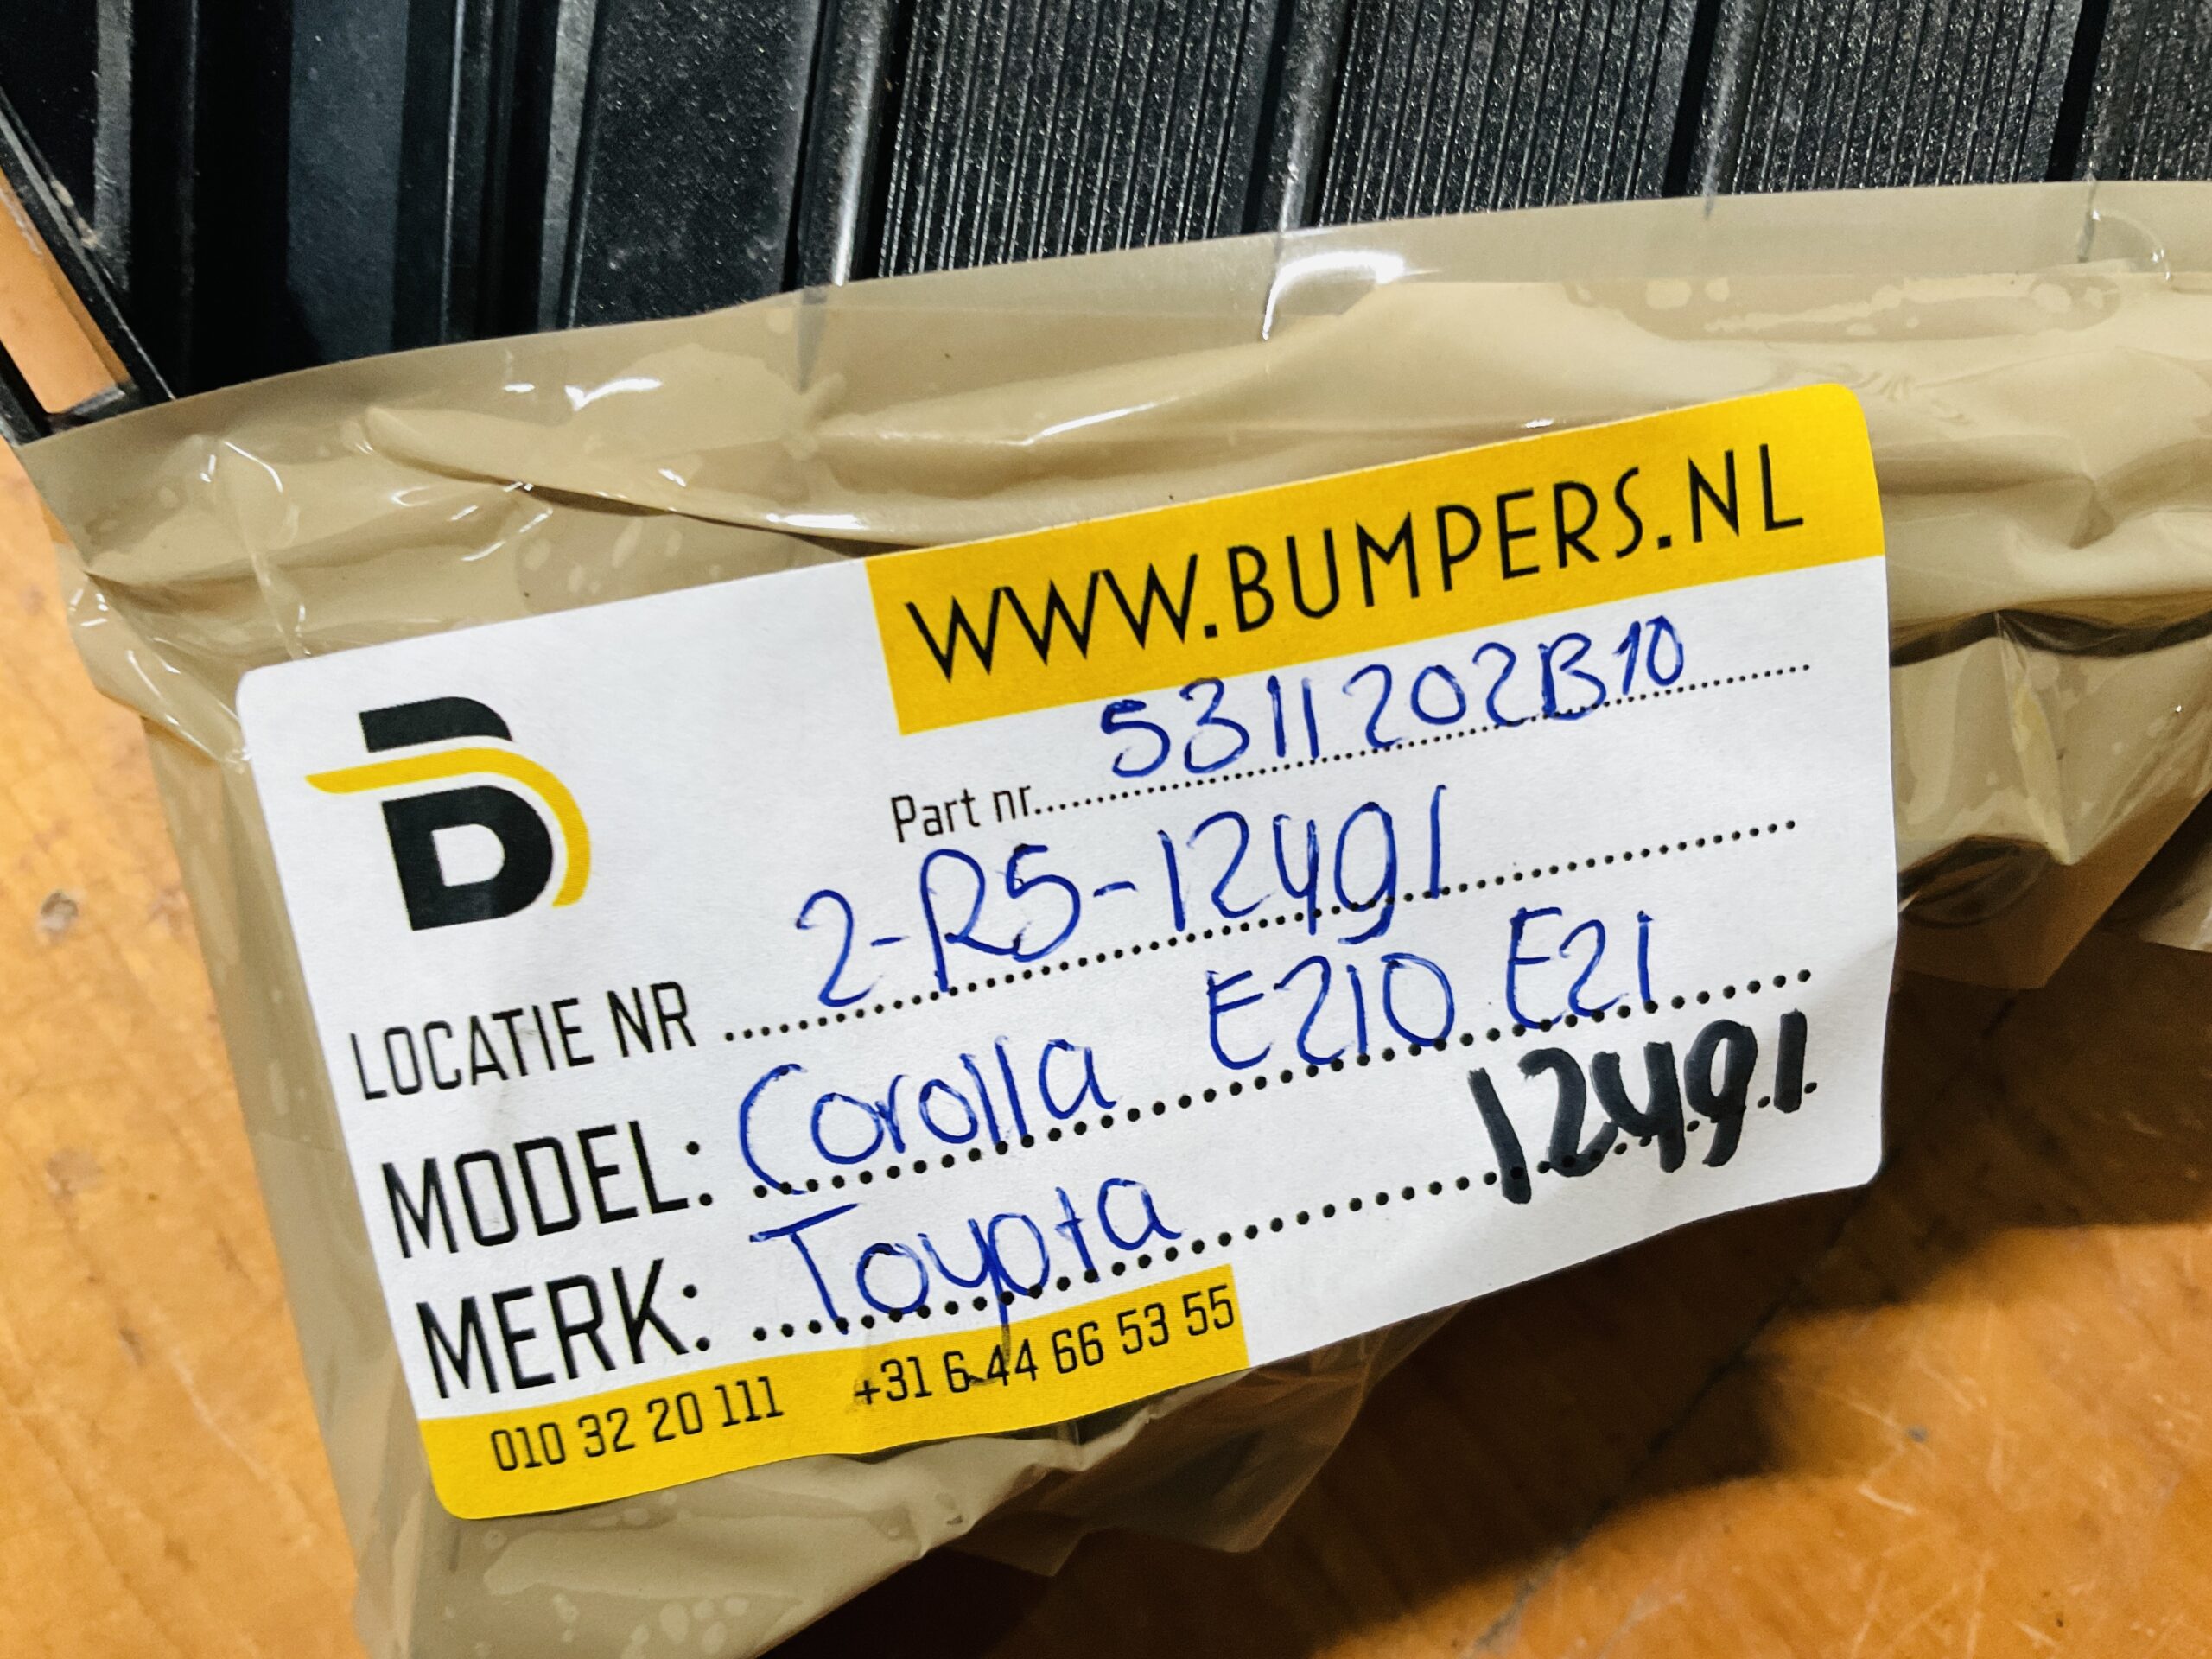 WWW.BUMPERS.NL
Part nr. 5311202B10
LOCATIE NR 2-R5-12491
MODEL: Corolla E210 E21
MERK: Toyota 12491
010 32 20 111 +31 6 44 66 53 55